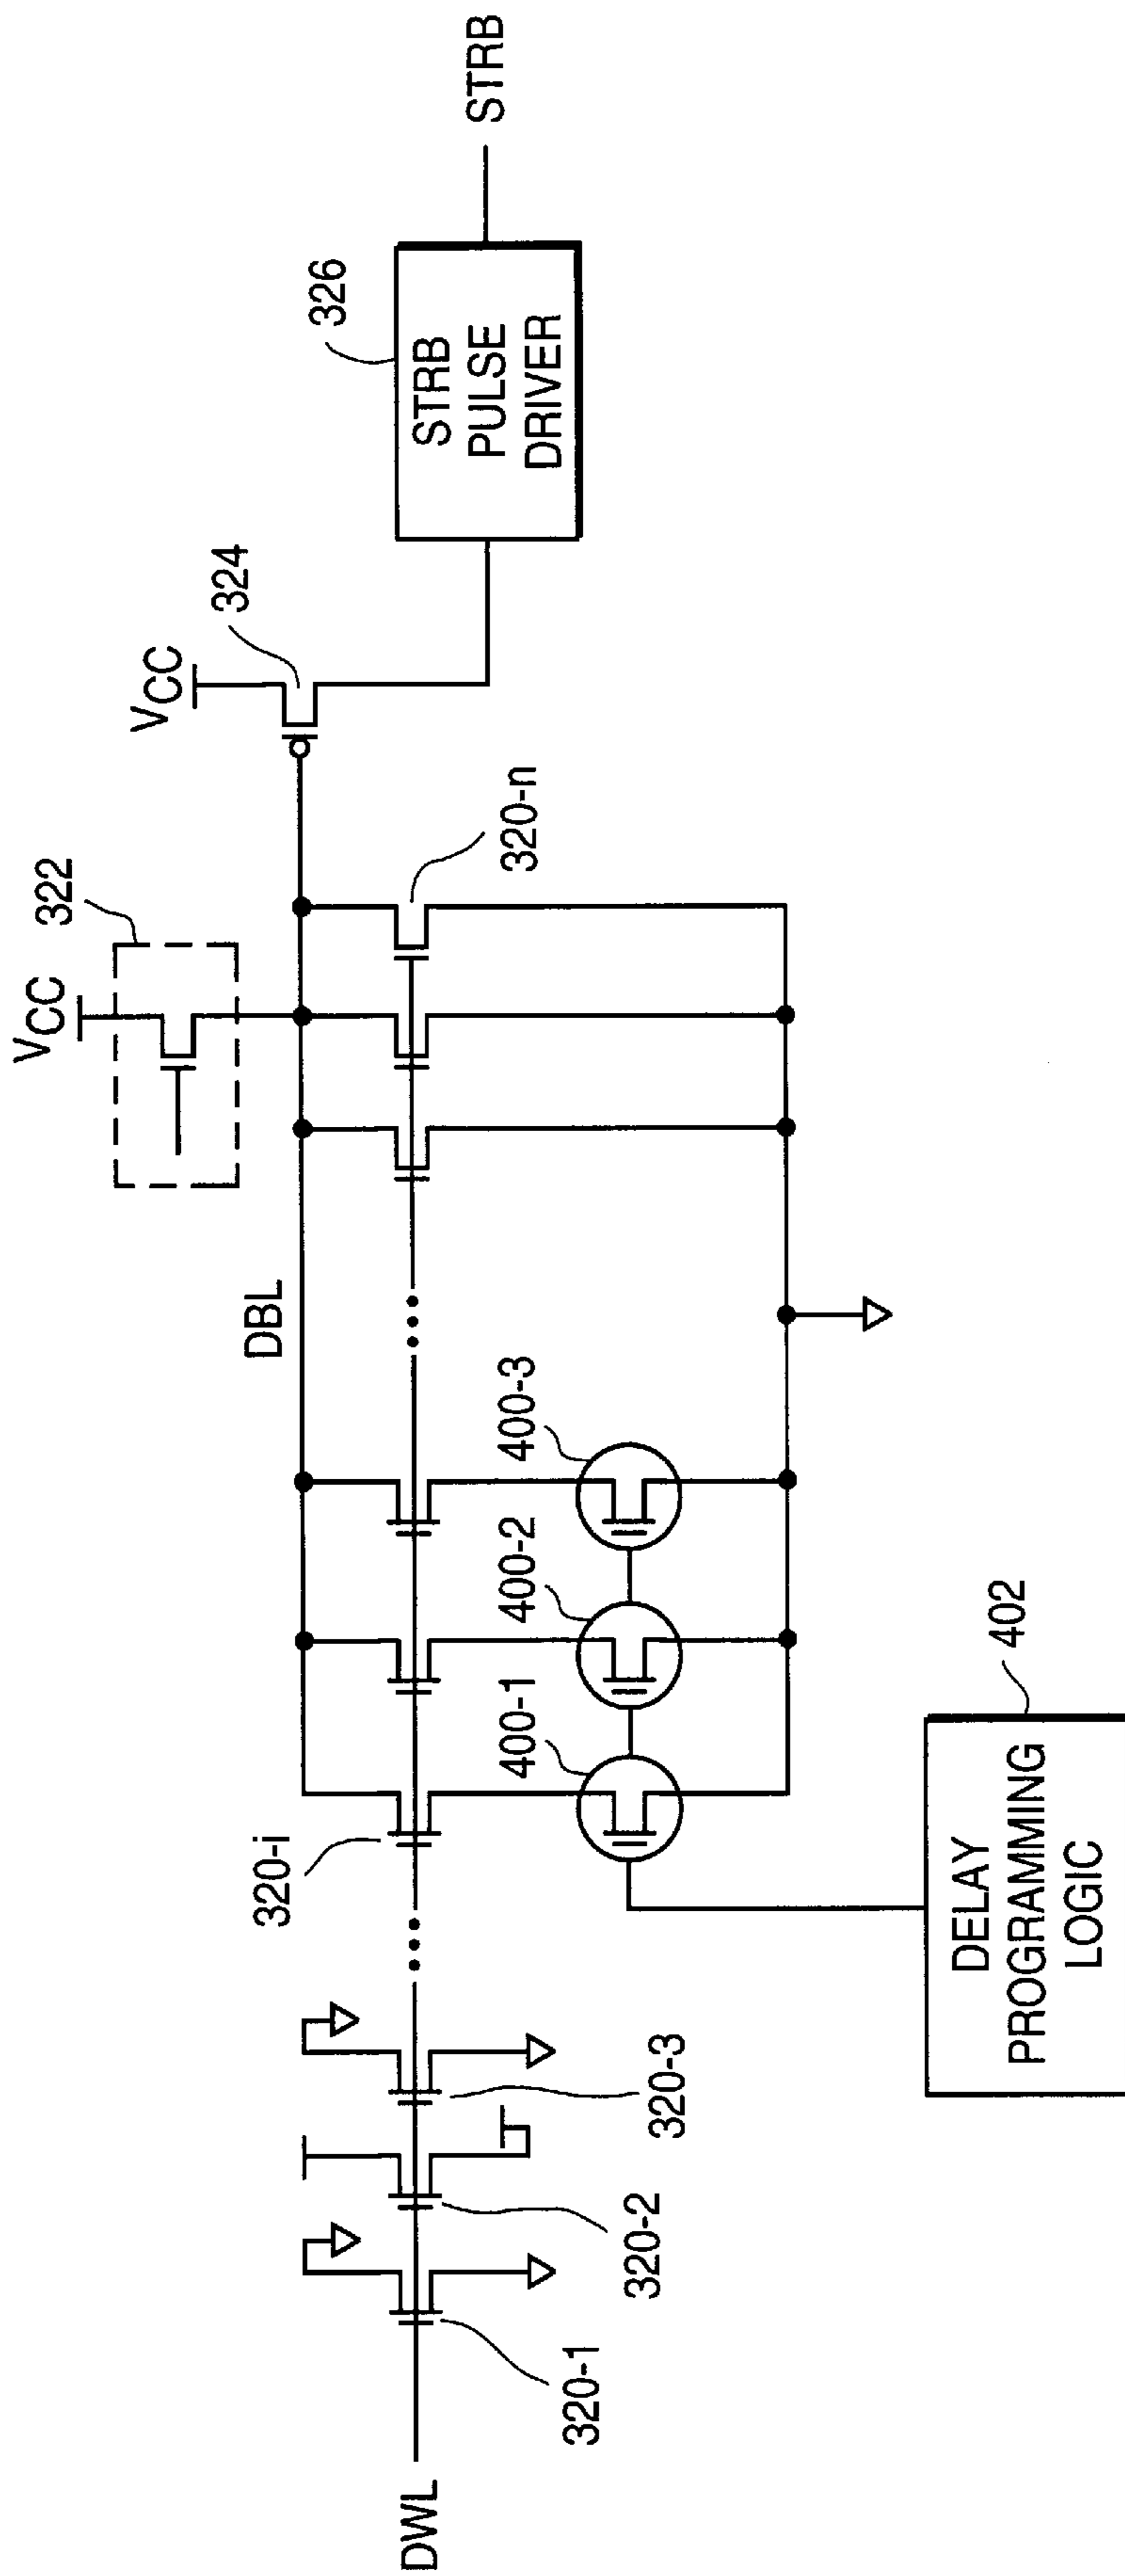 VCC
322
VCC
324
326
STRB
PULSE
DRIVER
STRB
DBL
320-n
320-i
400-1
400-2
400-3
DWL
320-1
320-2
320-3
DELAY
PROGRAMMING
LOGIC
402